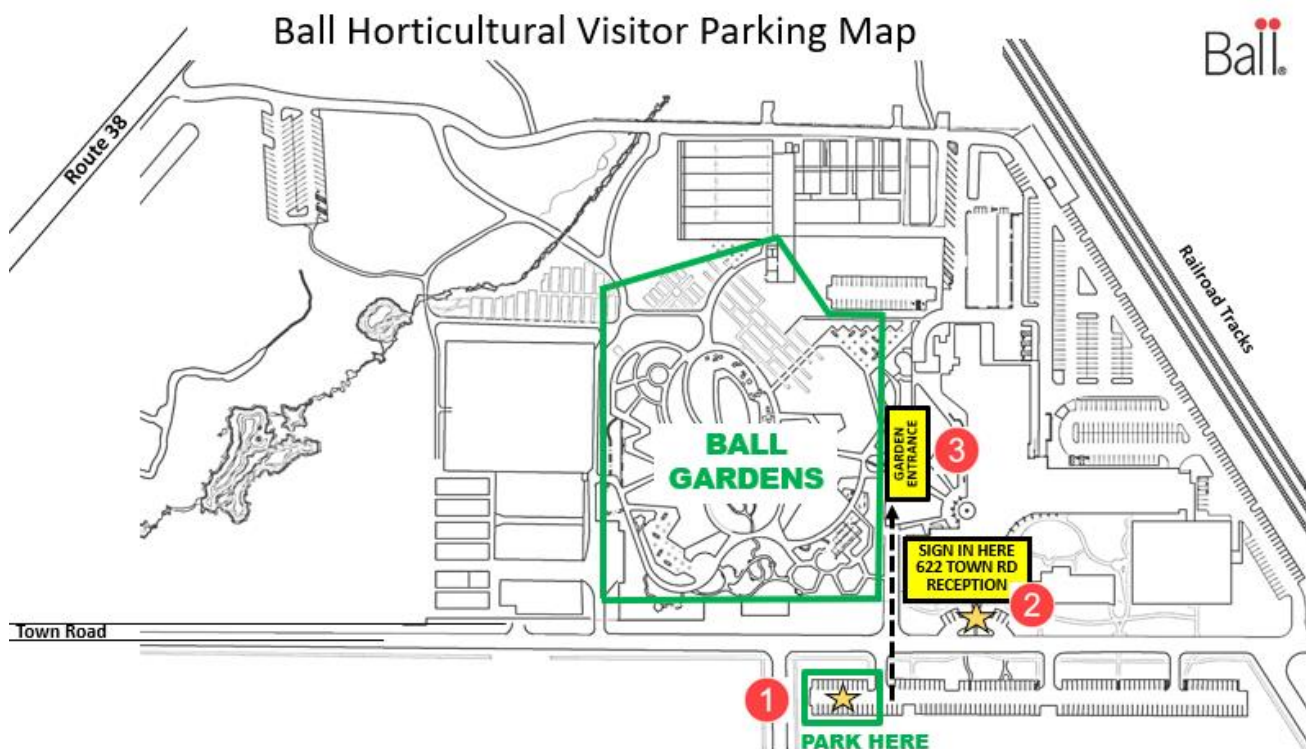 Ball Horticultural Visitor Parking Map
Ball®
Route 38
Railroad Tracks
BALL
GARDENS
GARDEN
ENTRANCE
3
SIGN IN HERE
622 TOWN RD
RECEPTION
2
Town Road
1
PARK HERE